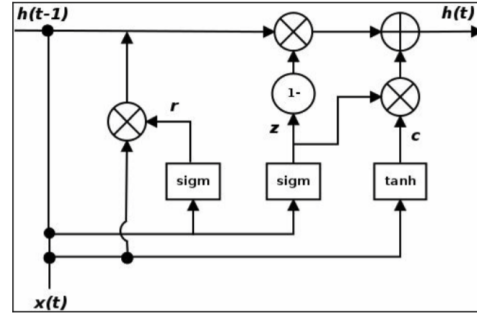 h(t-1)
h(t)
1-
r
z
c
sigm
sigm
tanh
x(t)